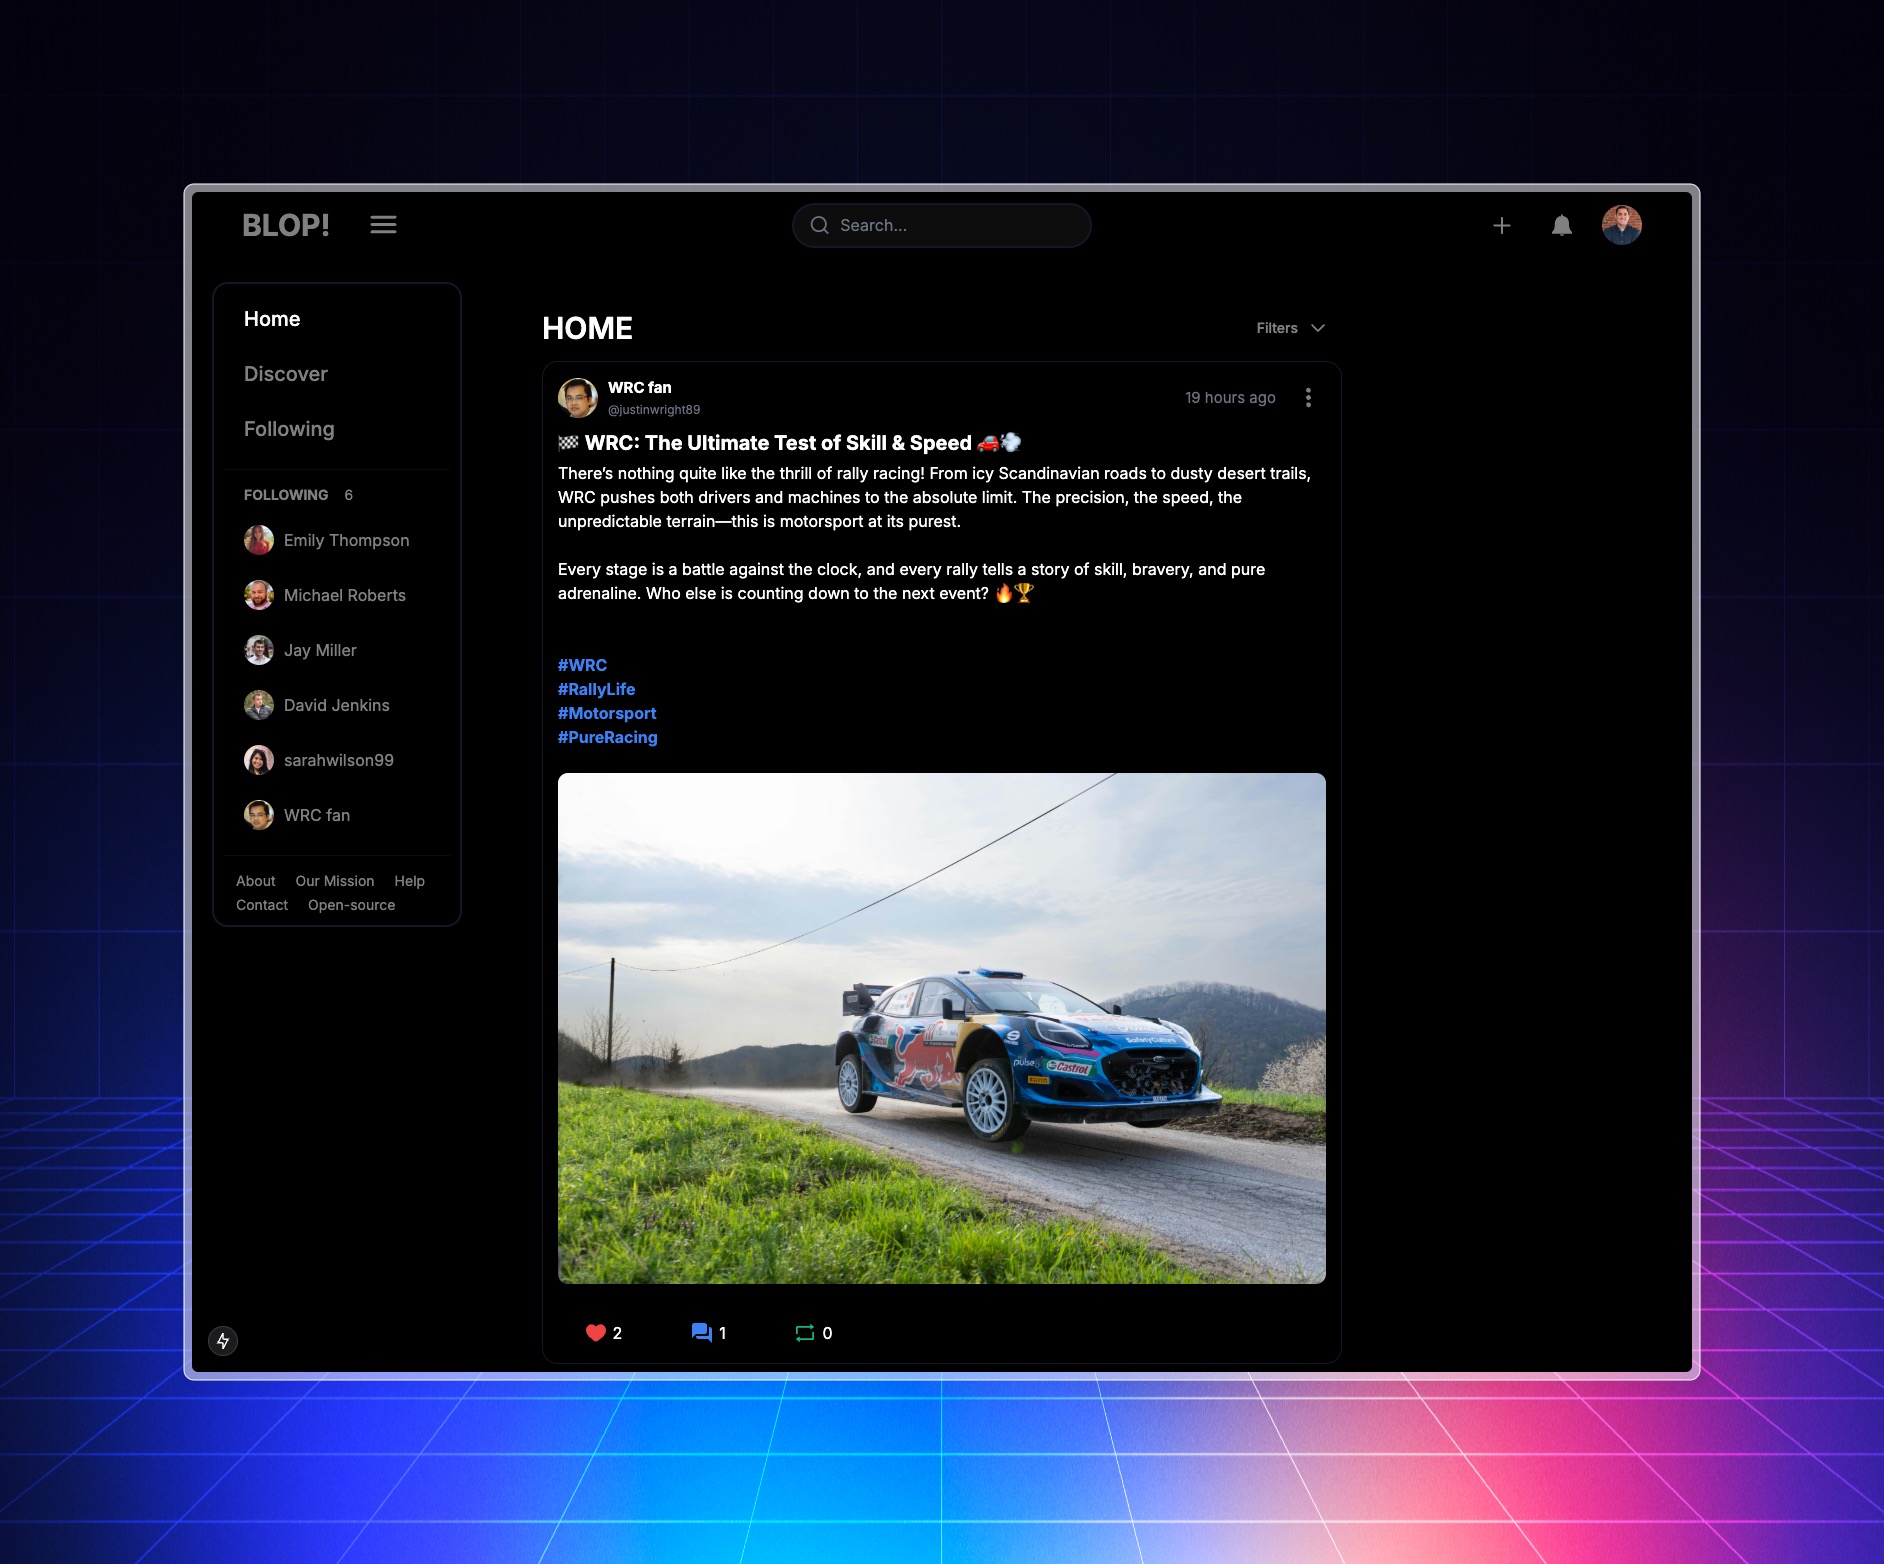 BLOP!
Search...
Home
Discover
Following
FOLLOWING 6
Emily Thompson
Michael Roberts
Jay Miller
David Jenkins
sarahwilson99
WRC fan
About Our Mission Help
Contact Open-source
HOME
Filters
WRC fan
@justinwright89
19 hours ago
🏁 WRC: The Ultimate Test of Skill & Speed 🚗💨
There’s nothing quite like the thrill of rally racing! From icy Scandinavian roads to dusty desert trails,
WRC pushes both drivers and machines to the absolute limit. The precision, the speed, the
unpredictable terrain—this is motorsport at its purest.
Every stage is a battle against the clock, and every rally tells a story of skill, bravery, and pure
adrenaline. Who else is counting down to the next event? 🔥🏆
#WRC
#RallyLife
#Motorsport
#PureRacing
SafetyCulture
pulse
Castrol
2
1
0